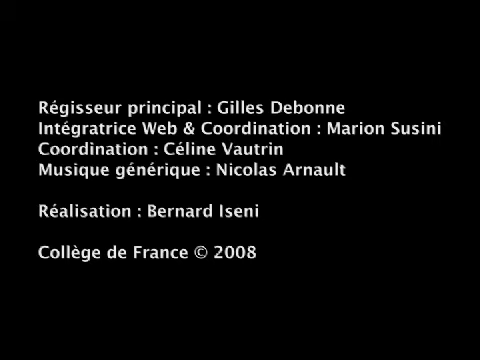 Régisseur principal : Gilles Debonne
Intégratrice Web & Coordination : Marion Susini
Coordination : Céline Vautrin
Musique générique : Nicolas Arnault
Réalisation : Bernard Iseni
Collège de France © 2008